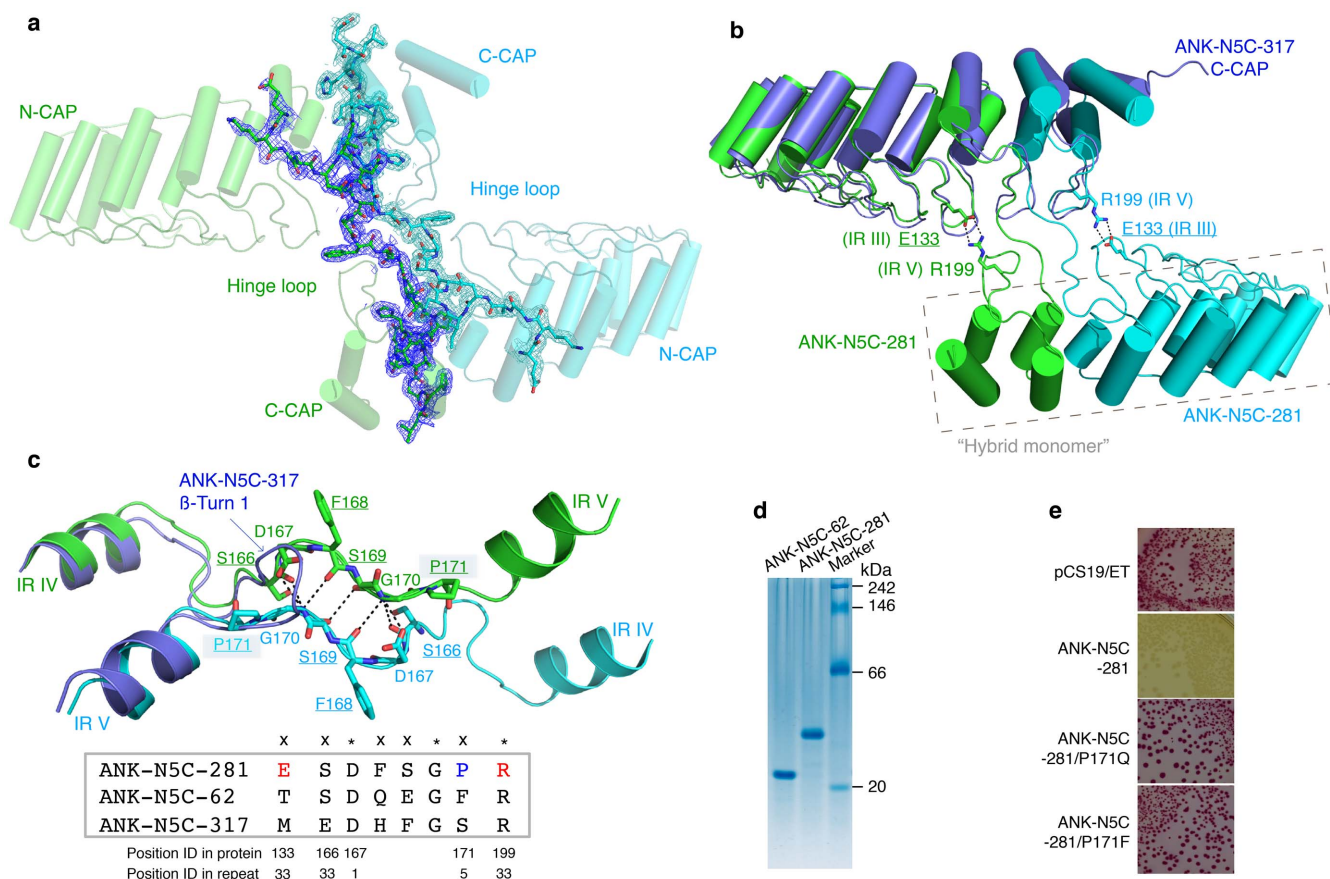 a
C-CAP
N-CAP
Hinge loop
Hinge loop
N-CAP
C-CAP
b
ANK-N5C-317
C-CAP
R199 (IR V)
E133 (IR III)
(IR III) E133
(IR V) R199
ANK-N5C-281
ANK-N5C-281
“Hybrid monomer”
c
ANK-N5C-317
ß-Turn 1
F168
IR V
D167
S166
S169
P171
G170
IR IV
P171
G170
S169
S166
D167
IR IV
F168
IR V
x x * x x * x *
ANK-N5C-281 E S D F S G P R
ANK-N5C-62 T S D Q E G F R
ANK-N5C-317 M E D H F G S R
Position ID in protein 133 166 167 171 199
Position ID in repeat 33 33 1 5 33
d
ANK-N5C-62
ANK-N5C-281
Marker
kDa
242
146
66
20
e
pCS19/ET
ANK-N5C
-281
ANK-N5C
-281/P171Q
ANK-N5C
-281/P171F